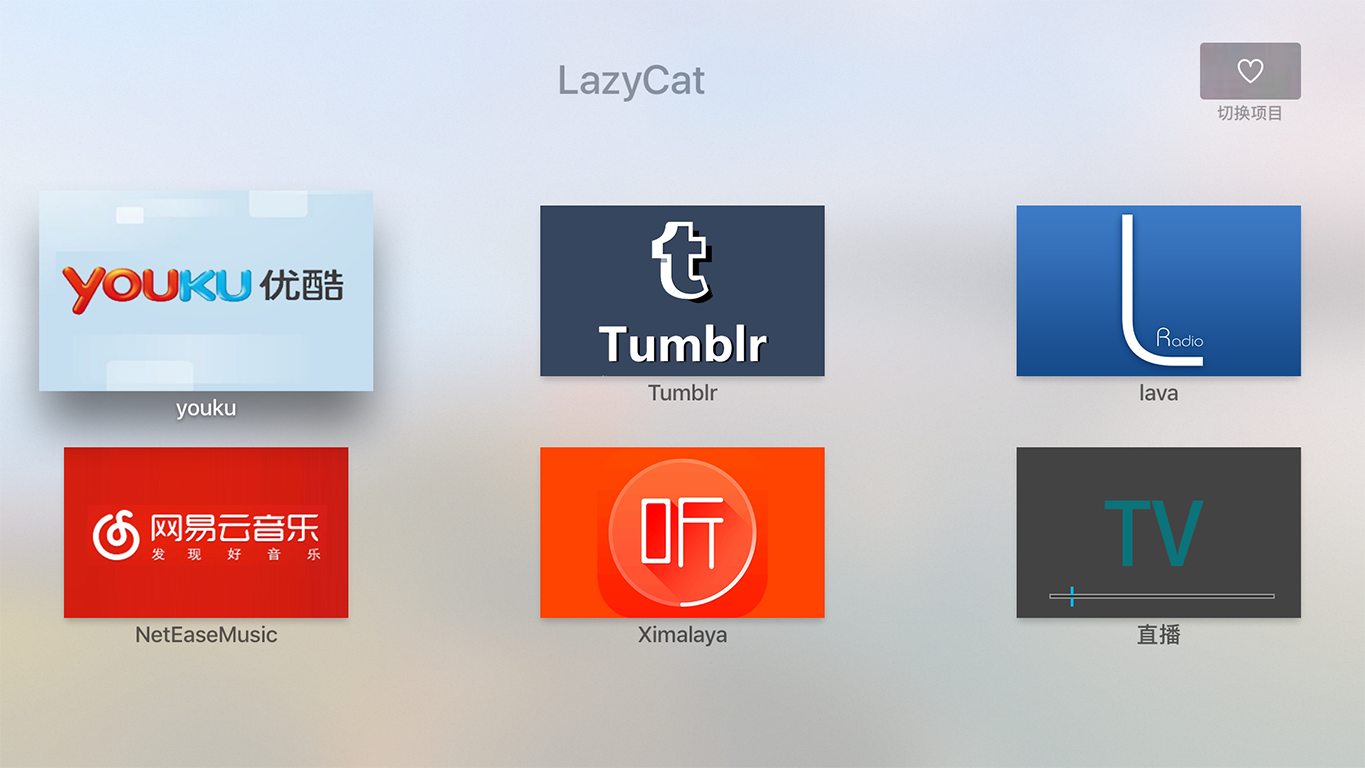 LazyCat
切换项目
youku 优酷
youku
t
Tumblr
Tumblr
L Radio
lava
网易云音乐
发现好音乐
NetEaseMusic
听
Ximalaya
TV
直播